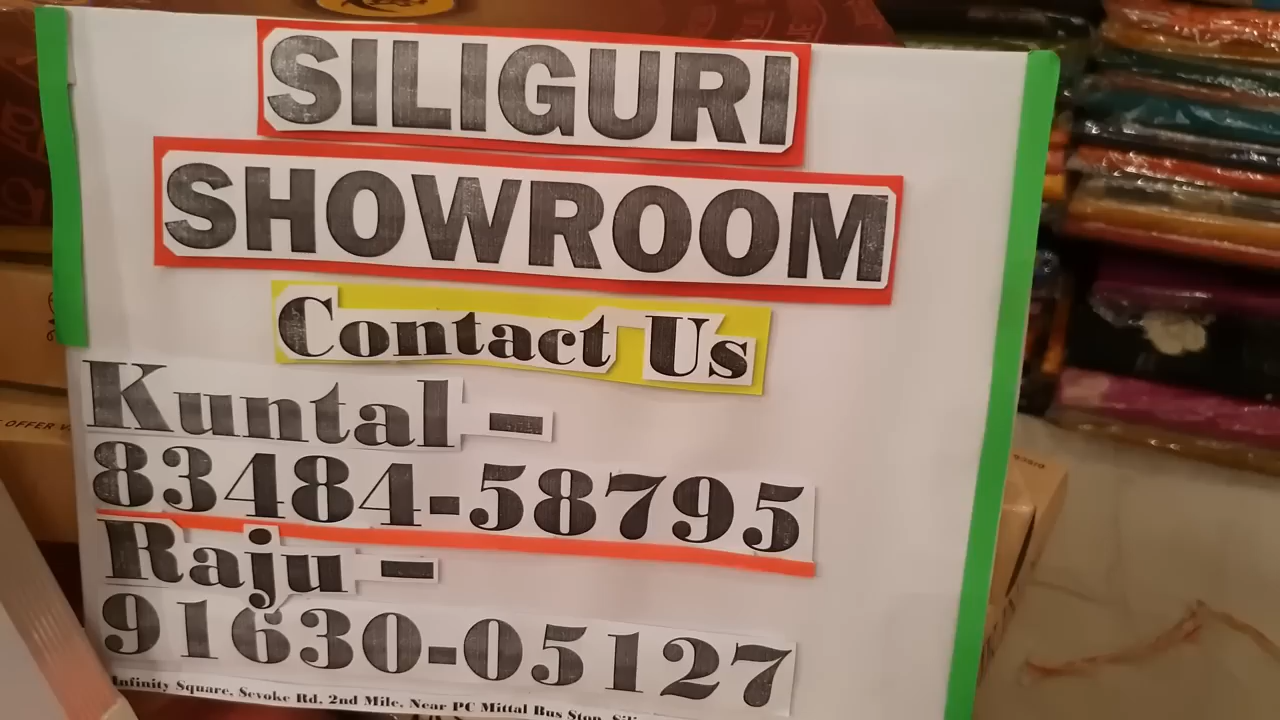 SILIGURI
SHOWROOM
Contact Us
Kuntal -
83484-58795
Raju -
91630-05127
Infinity Square, Sevoke Rd, 2nd Mile, Near PC Mittal Bus Stop,
OFFER